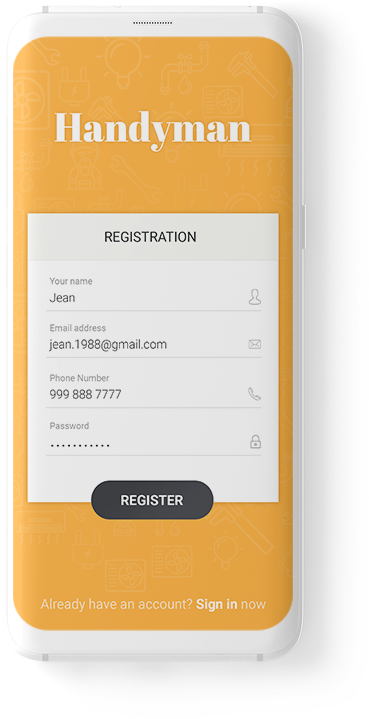 Handyman
REGISTRATION
Your name
Jean
Email address
jean.1988@gmail.com
Phone Number
999 888 7777
Password
REGISTER
Already have an account? Sign in now